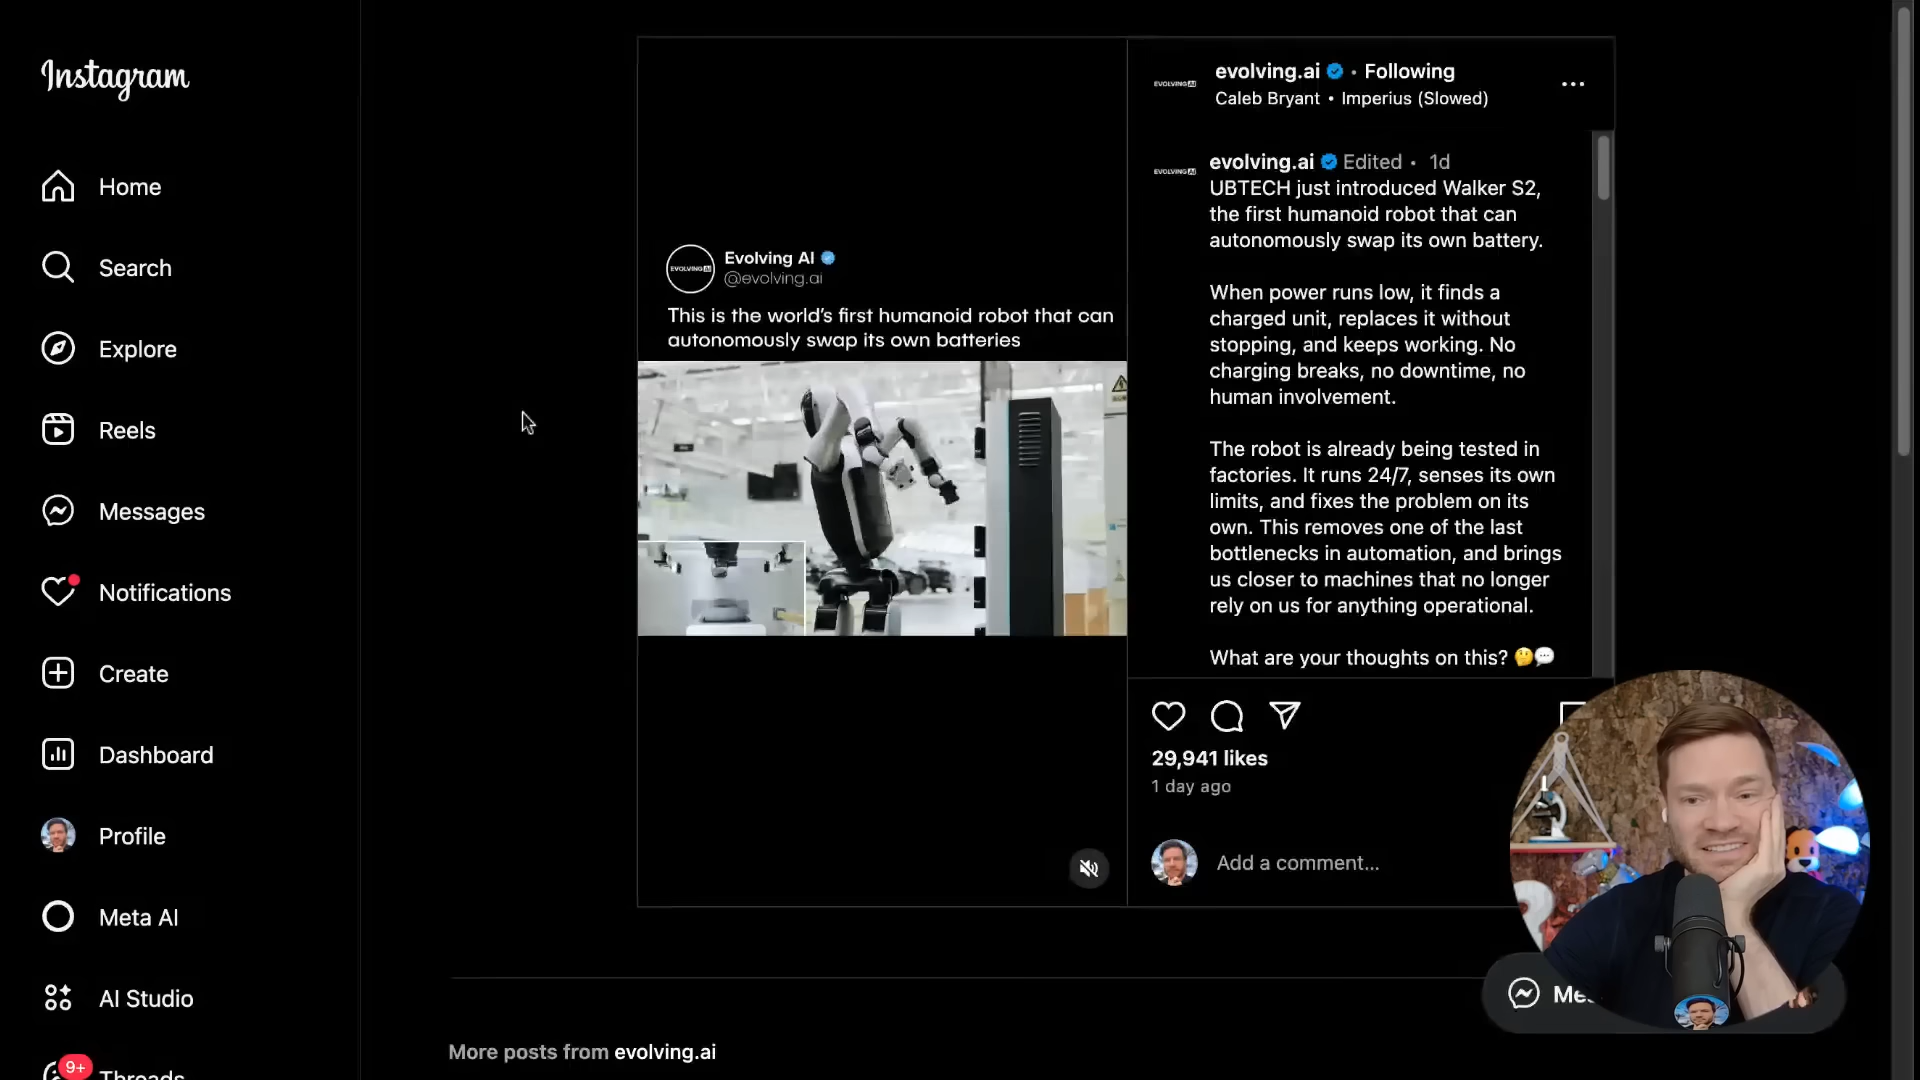 Instagram
Home
Search
Explore
Reels
Messages
Notifications
Create
Dashboard
Profile
Meta AI
AI Studio
9+
Threads
EVOLVING AI
Evolving AI
@evolving.ai
This is the world's first humanoid robot that can
autonomously swap its own batteries
EVOLVING AI
evolving.ai • Following
Caleb Bryant • Imperius (Slowed)
EVOLVING AI
evolving.ai Edited • 1d
UBTECH just introduced Walker S2,
the first humanoid robot that can
autonomously swap its own battery.
When power runs low, it finds a
charged unit, replaces it without
stopping, and keeps working. No
charging breaks, no downtime, no
human involvement.
The robot is already being tested in
factories. It runs 24/7, senses its own
limits, and fixes the problem on its
own. This removes one of the last
bottlenecks in automation, and brings
us closer to machines that no longer
rely on us for anything operational.
What are your thoughts on this? 🤔💬
29,941 likes
1 day ago
Add a comment...
More posts from evolving.ai